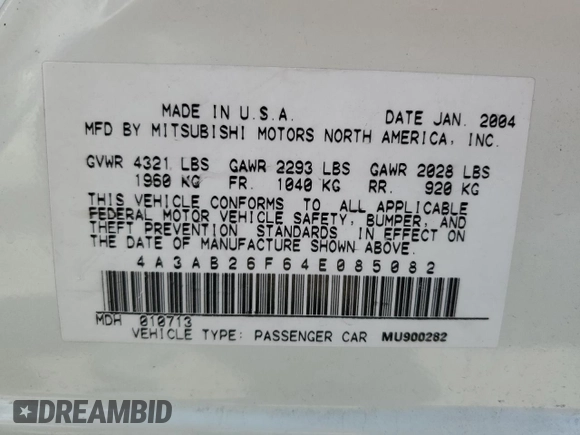 MADE IN U.S.A. DATE JAN. 2004
MFD BY MITSUBISHI MOTORS NORTH AMERICA, INC.
GVWR 4321 LBS GAWR 2293 LBS GAWR 2028 LBS
1960 KG FR. 1040 KG RR. 920 KG
THIS VEHICLE CONFORMS TO ALL APPLICABLE
FEDERAL MOTOR VEHICLE SAFETY, BUMPER, AND
THEFT PREVENTION STANDARDS IN EFFECT ON
THE DATE OF MANUFACTURE SHOWN ABOVE.
4A3AB26F64E085082
MDH 010713
VEHICLE TYPE: PASSENGER CAR MU900282
DREAMBID